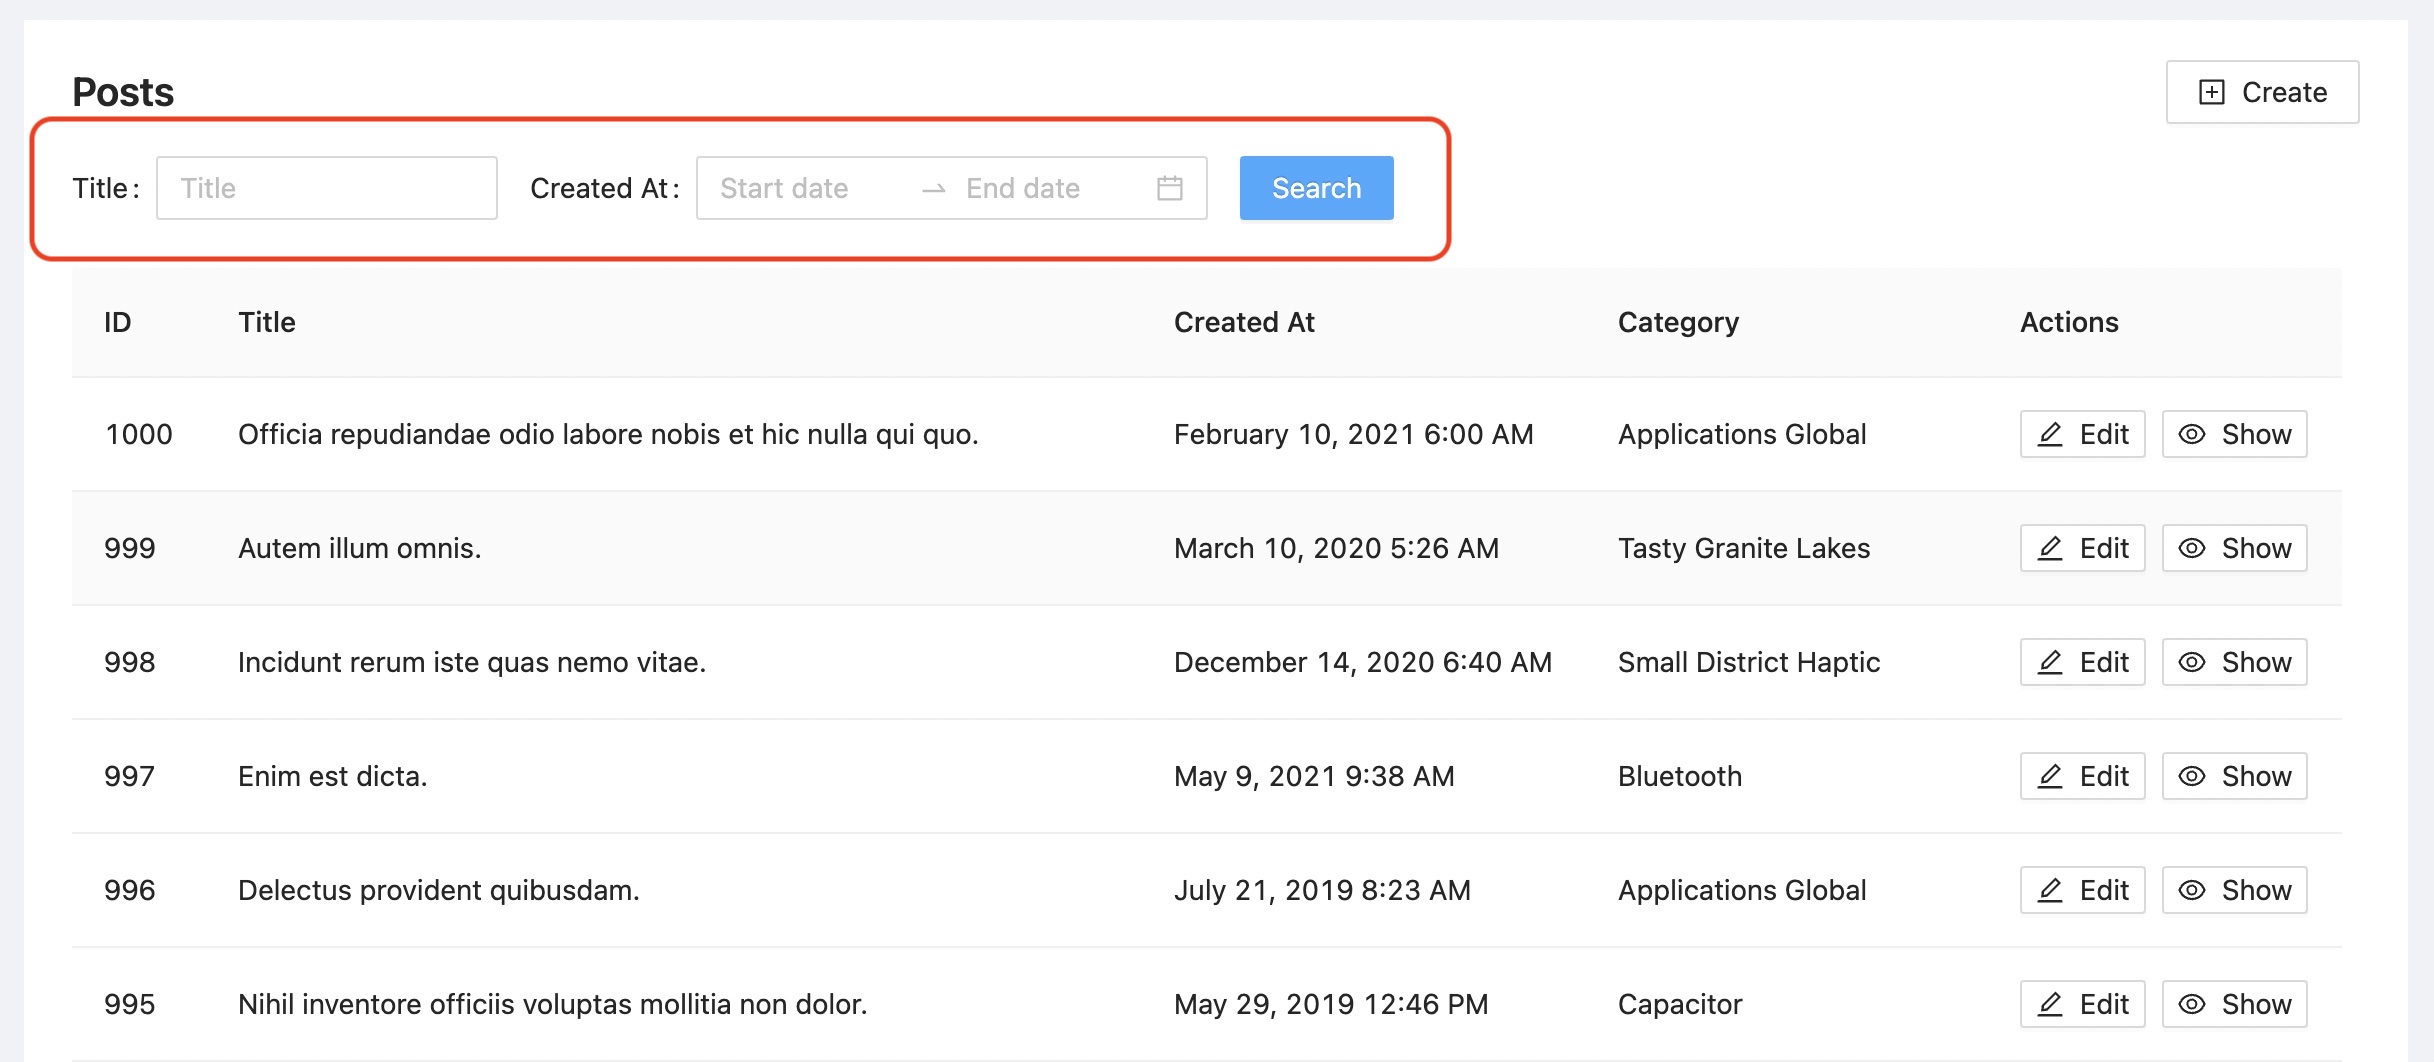 Posts
Create
Title: Title Created At: Start date → End date Search
ID Title Created At Category Actions
1000 Officia repudiandae odio labore nobis et hic nulla qui quo. February 10, 2021 6:00 AM Applications Global Edit Show
999 Autem illum omnis. March 10, 2020 5:26 AM Tasty Granite Lakes Edit Show
998 Incidunt rerum iste quas nemo vitae. December 14, 2020 6:40 AM Small District Haptic Edit Show
997 Enim est dicta. May 9, 2021 9:38 AM Bluetooth Edit Show
996 Delectus provident quibusdam. July 21, 2019 8:23 AM Applications Global Edit Show
995 Nihil inventore officiis voluptas mollitia non dolor. May 29, 2019 12:46 PM Capacitor Edit Show